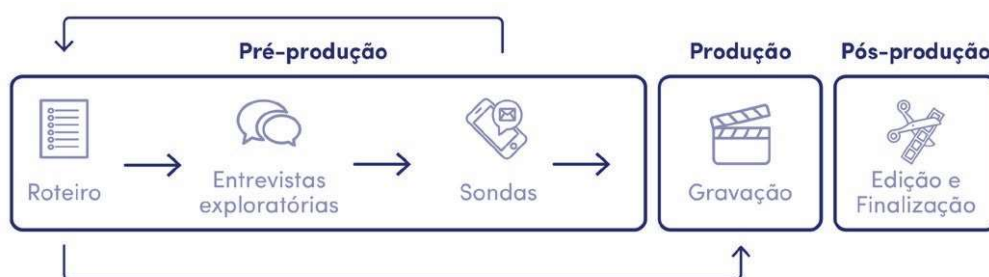 Pré-produção
Produção
Pós-produção
Roteiro
Entrevistas
exploratórias
Sondas
Gravação
Edição e
Finalização